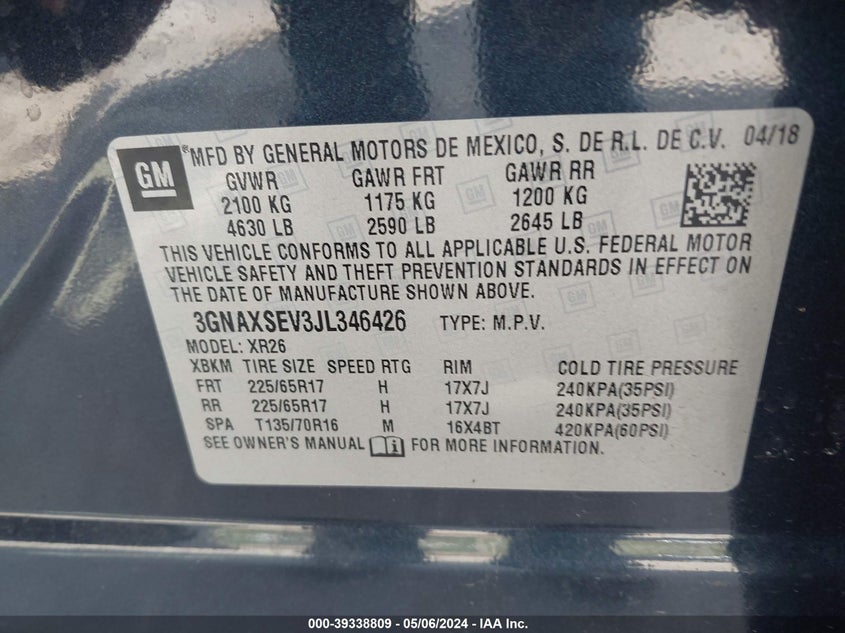 GM ® MFD BY GENERAL MOTORS DE MEXICO, S. DE R.L. DE C.V. 04/18
GVWR GAWR FRT GAWR RR
2100 KG 1175 KG 1200 KG
4630 LB 2590 LB 2645 LB
THIS VEHICLE CONFORMS TO ALL APPLICABLE U.S. FEDERAL MOTOR
VEHICLE SAFETY AND THEFT PREVENTION STANDARDS IN EFFECT ON
THE DATE OF MANUFACTURE SHOWN ABOVE.
3GNAXSEV3JL346426 TYPE: M.P.V.
MODEL: XR26
XBKM TIRE SIZE SPEED RTG RIM COLD TIRE PRESSURE
FRT 225/65R17 H 17X7J 240KPA(35PSI)
RR 225/65R17 H 17X7J 240KPA(35PSI)
SPA T135/70R16 M 16X4BT 420KPA(60PSI)
SEE OWNER'S MANUAL FOR MORE INFORMATION.
000-39338809 - 05/06/2024 - IAA Inc.